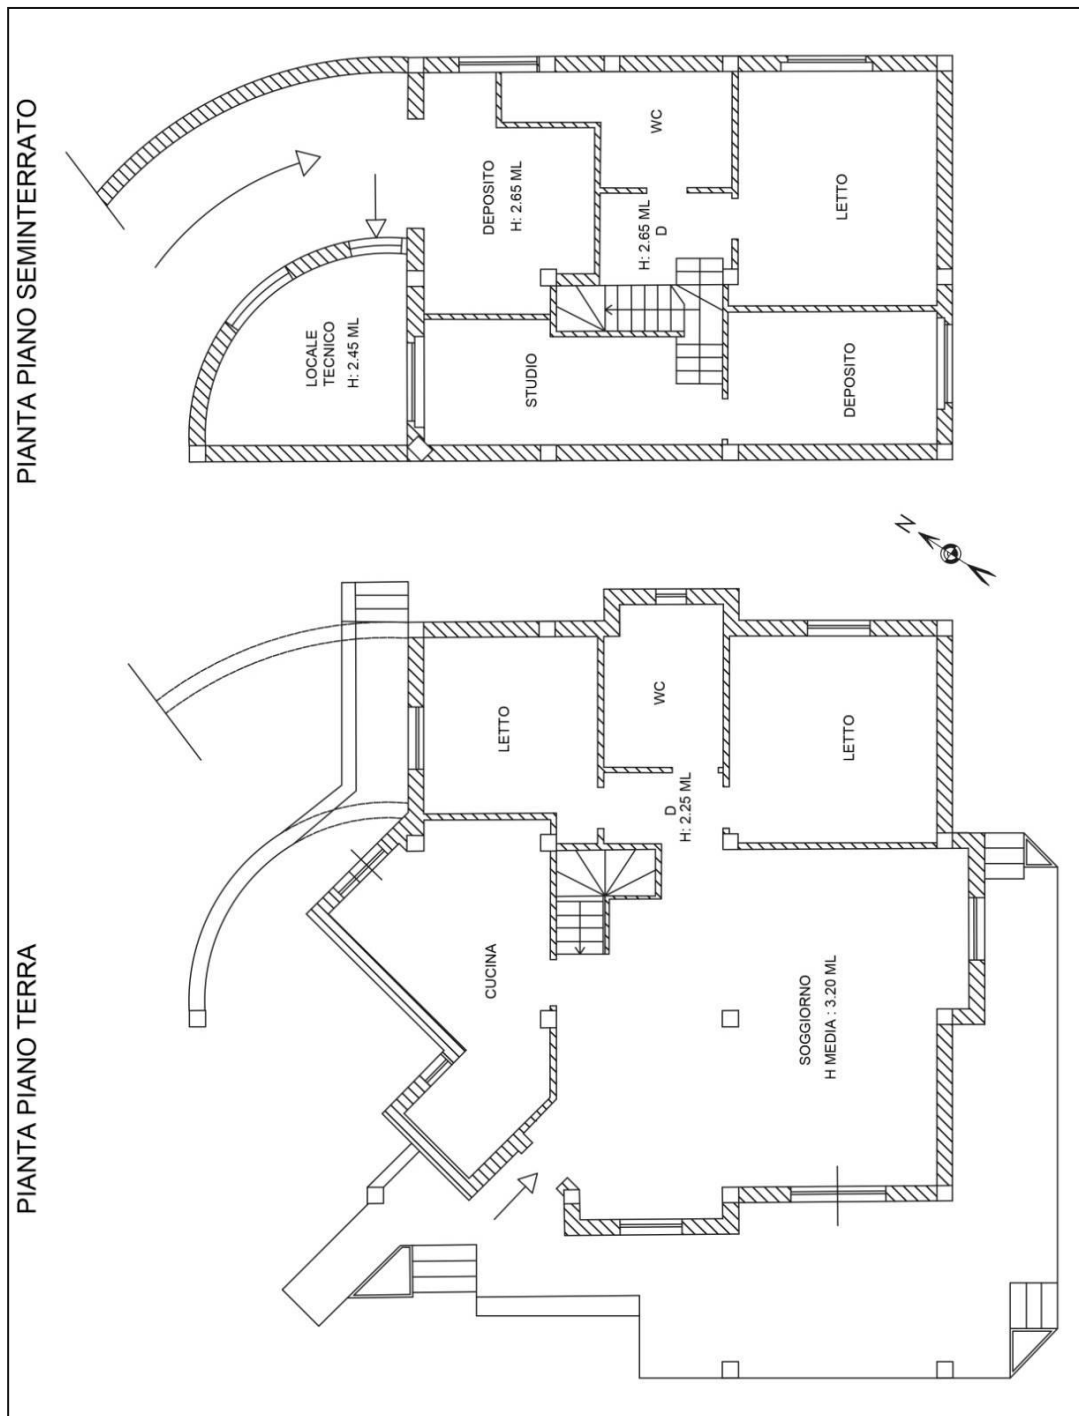 PIANTA PIANO SEMINTERRATO
LOCALE
TECNICO
H: 2.45 ML
DEPOSITO
H: 2.65 ML
STUDIO
WC
H: 2.65 ML
D
LETTO
DEPOSITO
N
PIANTA PIANO TERRA
CUCINA
LETTO
WC
D
H: 2.25 ML
LETTO
SOGGIORNO
H MEDIA : 3.20 ML